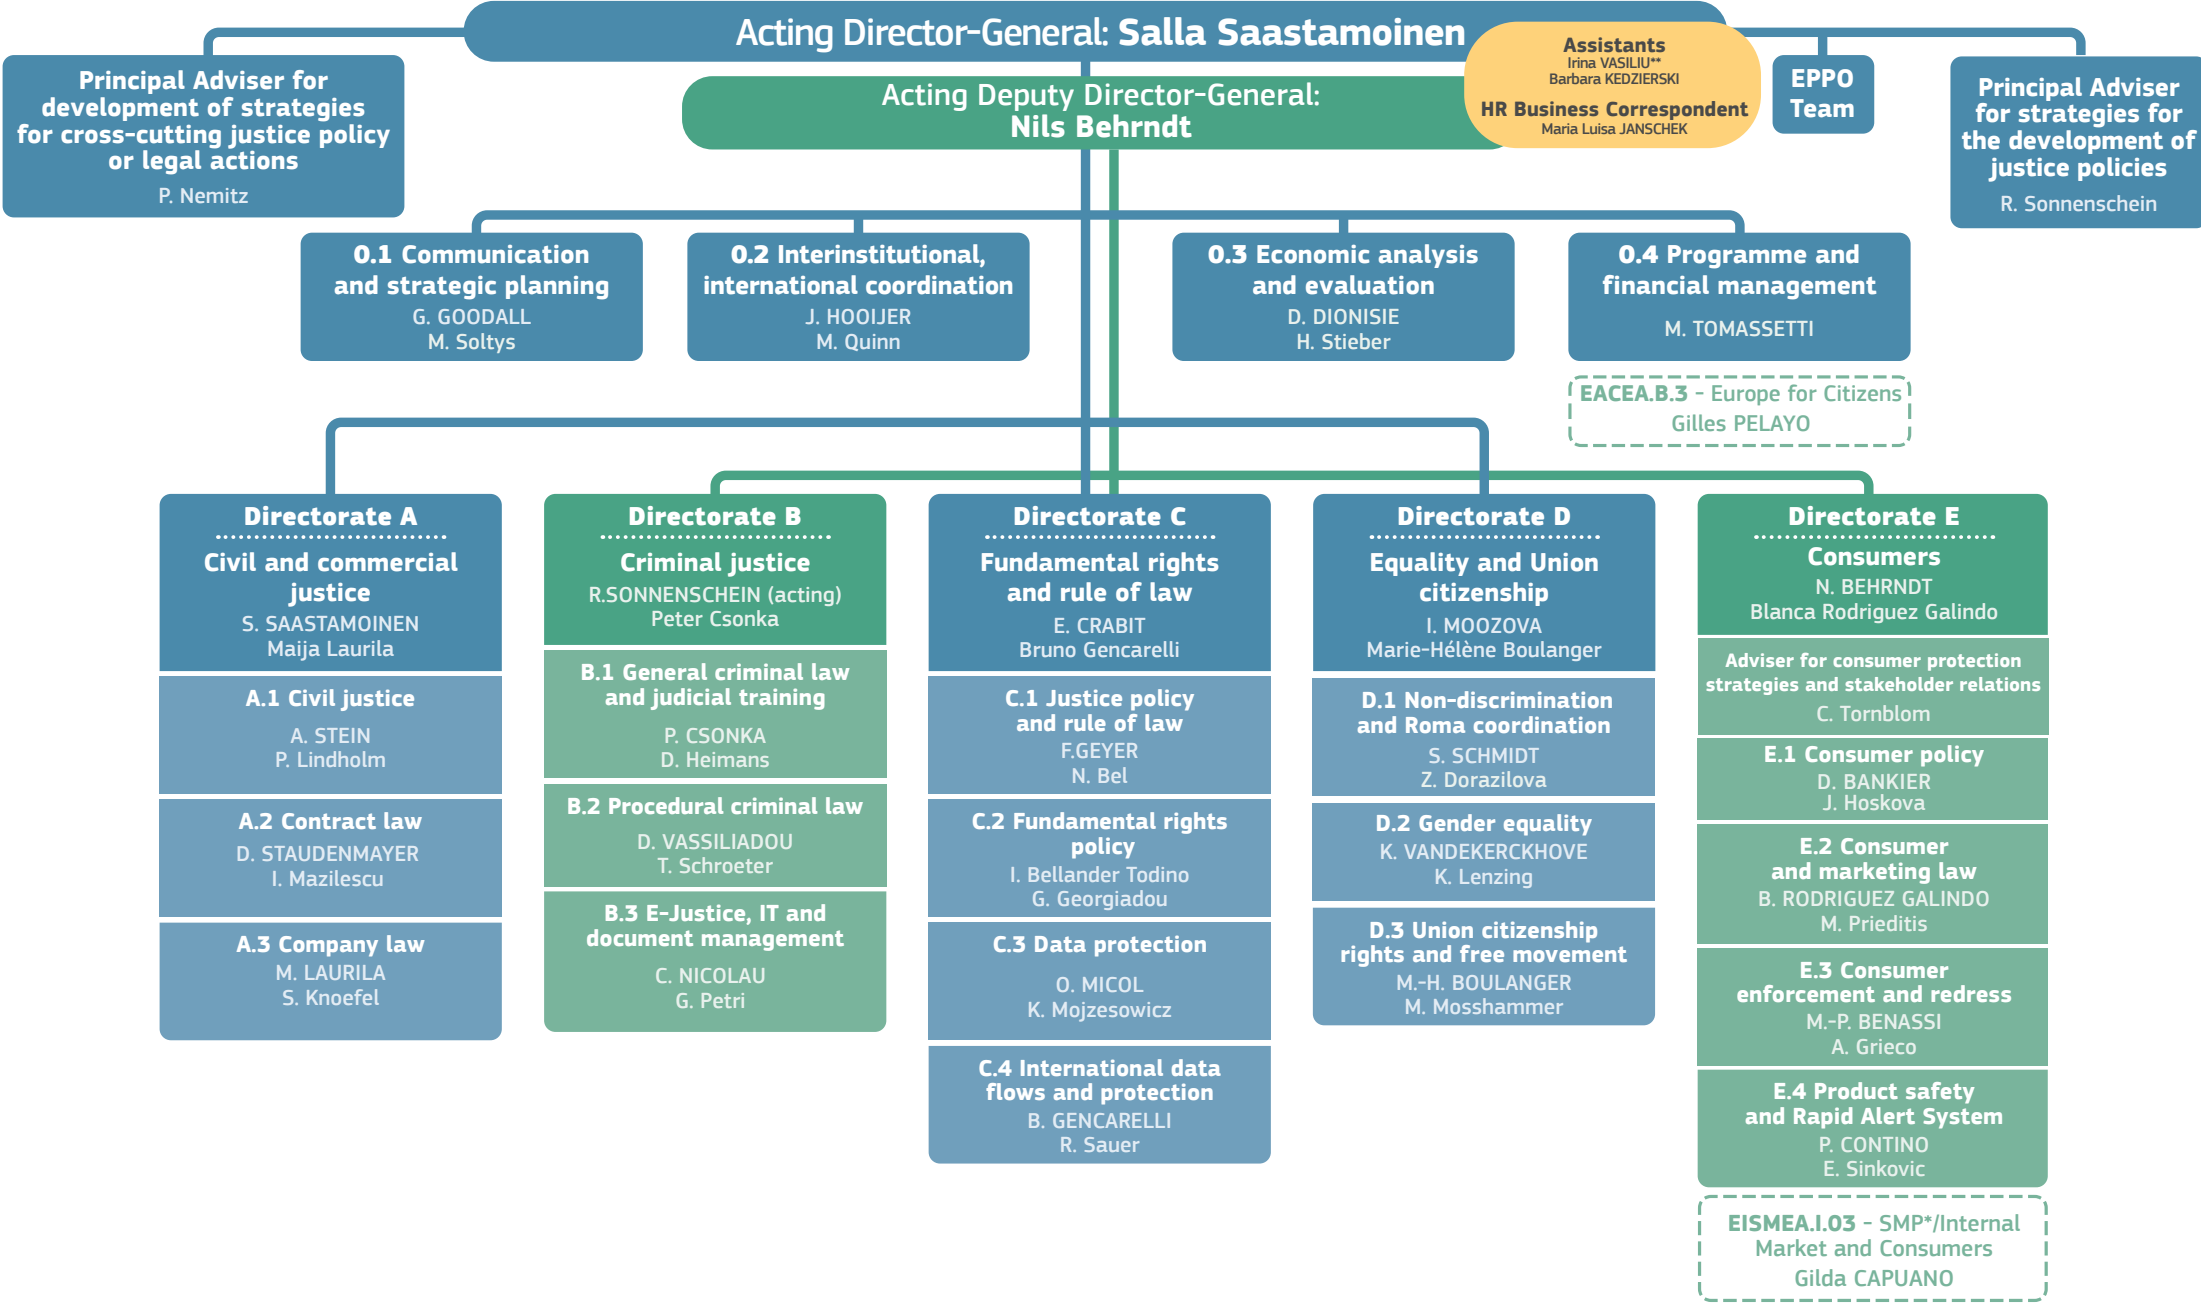 Acting Director-General: Salla Saastamoinen
Assistants
Irina VASILIU**
Barbara KEDZIERSKI
HR Business Correspondent
Maria Luisa JANSCHEK
Acting Deputy Director-General:
Nils Behrndt
Principal Adviser for
development of strategies
for cross-cutting justice policy
or legal actions
P. Nemitz
EPPO
Team
Principal Adviser
for strategies for
the development of
justice policies
R. Sonnenschein
0.1 Communication
and strategic planning
G. GOODALL
M. Soltys
0.2 Interinstitutional,
international coordination
J. HOOIJER
M. Quinn
0.3 Economic analysis
and evaluation
D. DIONISIE
H. Stieber
0.4 Programme and
financial management
M. TOMASSETTI
EACEA.B.3 - Europe for Citizens
Gilles PELAYO
Directorate A
Civil and commercial
justice
S. SAASTAMOINEN
Maija Laurila
A.1 Civil justice
A. STEIN
P. Lindholm
A.2 Contract law
D. STAUDENMAYER
I. Mazilescu
A.3 Company law
M. LAURILA
S. Knoefel
Directorate B
Criminal justice
R.SONNENSCHEIN (acting)
Peter Csonka
B.1 General criminal law
and judicial training
P. CSONKA
D. Heimans
B.2 Procedural criminal law
D. VASSILIADOU
T. Schroeter
B.3 E-Justice, IT and
document management
C. NICOLAU
G. Petri
Directorate C
Fundamental rights
and rule of law
E. CRABIT
Bruno Gencarelli
C.1 Justice policy
and rule of law
F.GEYER
N. Bel
C.2 Fundamental rights
policy
I. Bellander Todino
G. Georgiadou
C.3 Data protection
O. MICOL
K. Mojzesowicz
C.4 International data
flows and protection
B. GENCARELLI
R. Sauer
Directorate D
Equality and Union
citizenship
I. MOOZOVA
Marie-Hélène Boulanger
D.1 Non-discrimination
and Roma coordination
S. SCHMIDT
Z. Dorazilova
D.2 Gender equality
K. VANDEKERCKHOVE
K. Lenzing
D.3 Union citizenship
rights and free movement
M.-H. BOULANGER
M. Mosshammer
Directorate E
Consumers
N. BEHRNDT
Blanca Rodriguez Galindo
Adviser for consumer protection
strategies and stakeholder relations
C. Tornblom
E.1 Consumer policy
D. BANKIER
J. Hoskova
E.2 Consumer
and marketing law
B. RODRIGUEZ GALINDO
M. Prieditis
E.3 Consumer
enforcement and redress
M.-P. BENASSI
A. Grieco
E.4 Product safety
and Rapid Alert System
P. CONTINO
E. Sinkovic
EISMEA.I.03 - SMP*/Internal
Market and Consumers
Gilda CAPUANO